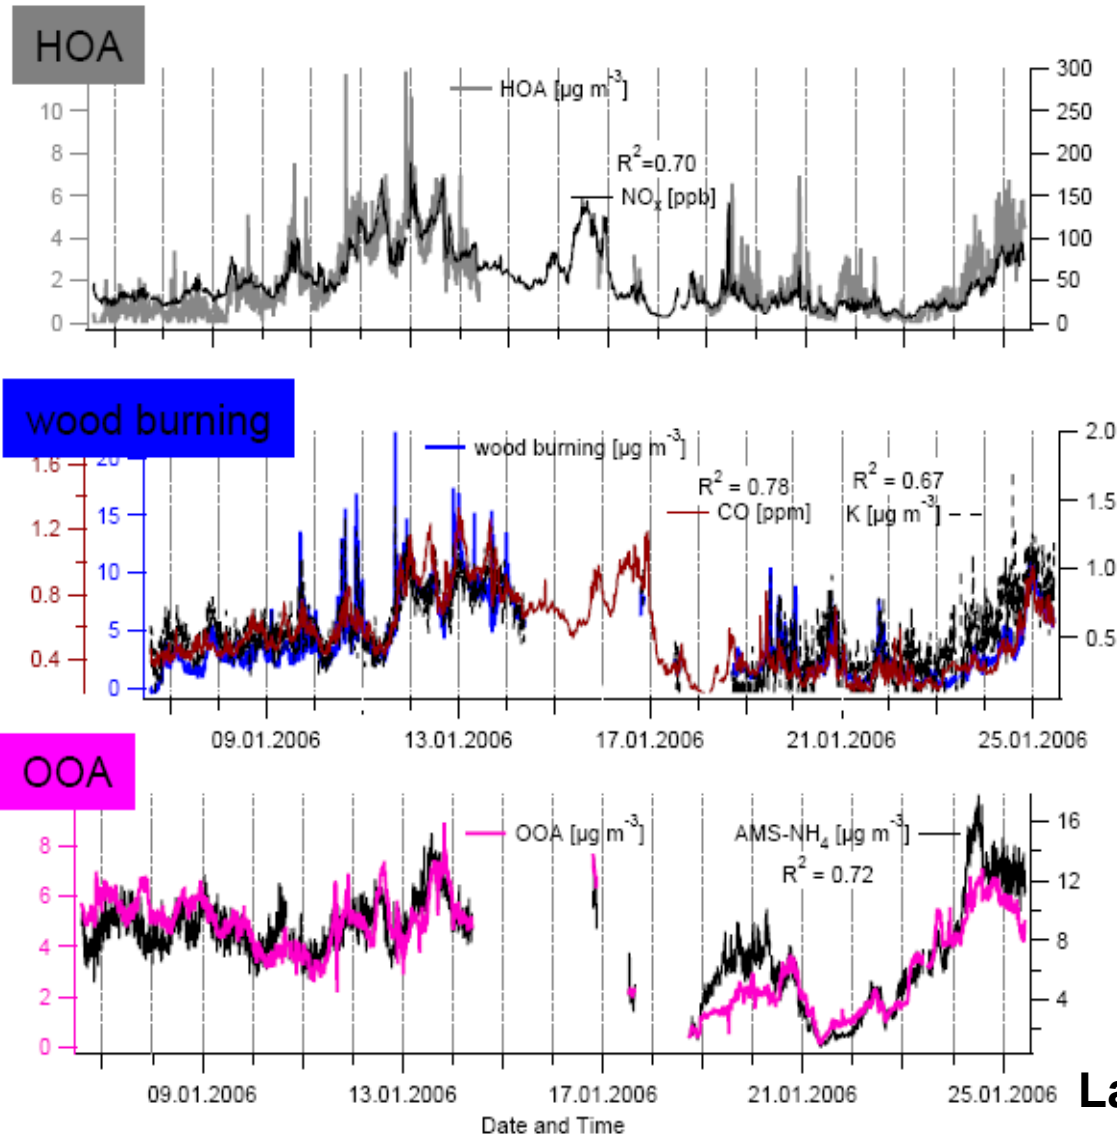 HOA
HOA [µg m-3]
300
250
200
150
100
50
0
10
8
6
4
2
0
R2=0.70
NOx [ppb]
wood burning
wood burning [µg m-3]
R2 = 0.78
CO [ppm]
R2 = 0.67
K [µg m-3]
1.6
1.2
0.8
0.4
20
15
10
5
0
2.0
1.5
1.0
0.5
09.01.2006 13.01.2006 17.01.2006 21.01.2006 25.01.2006
OOA
OOA [µg m-3]
AMS-NH4 [µg m-3]
R2 = 0.72
8
6
4
2
0
16
12
8
4
09.01.2006 13.01.2006 17.01.2006 21.01.2006 25.01.2006
Date and Time
La